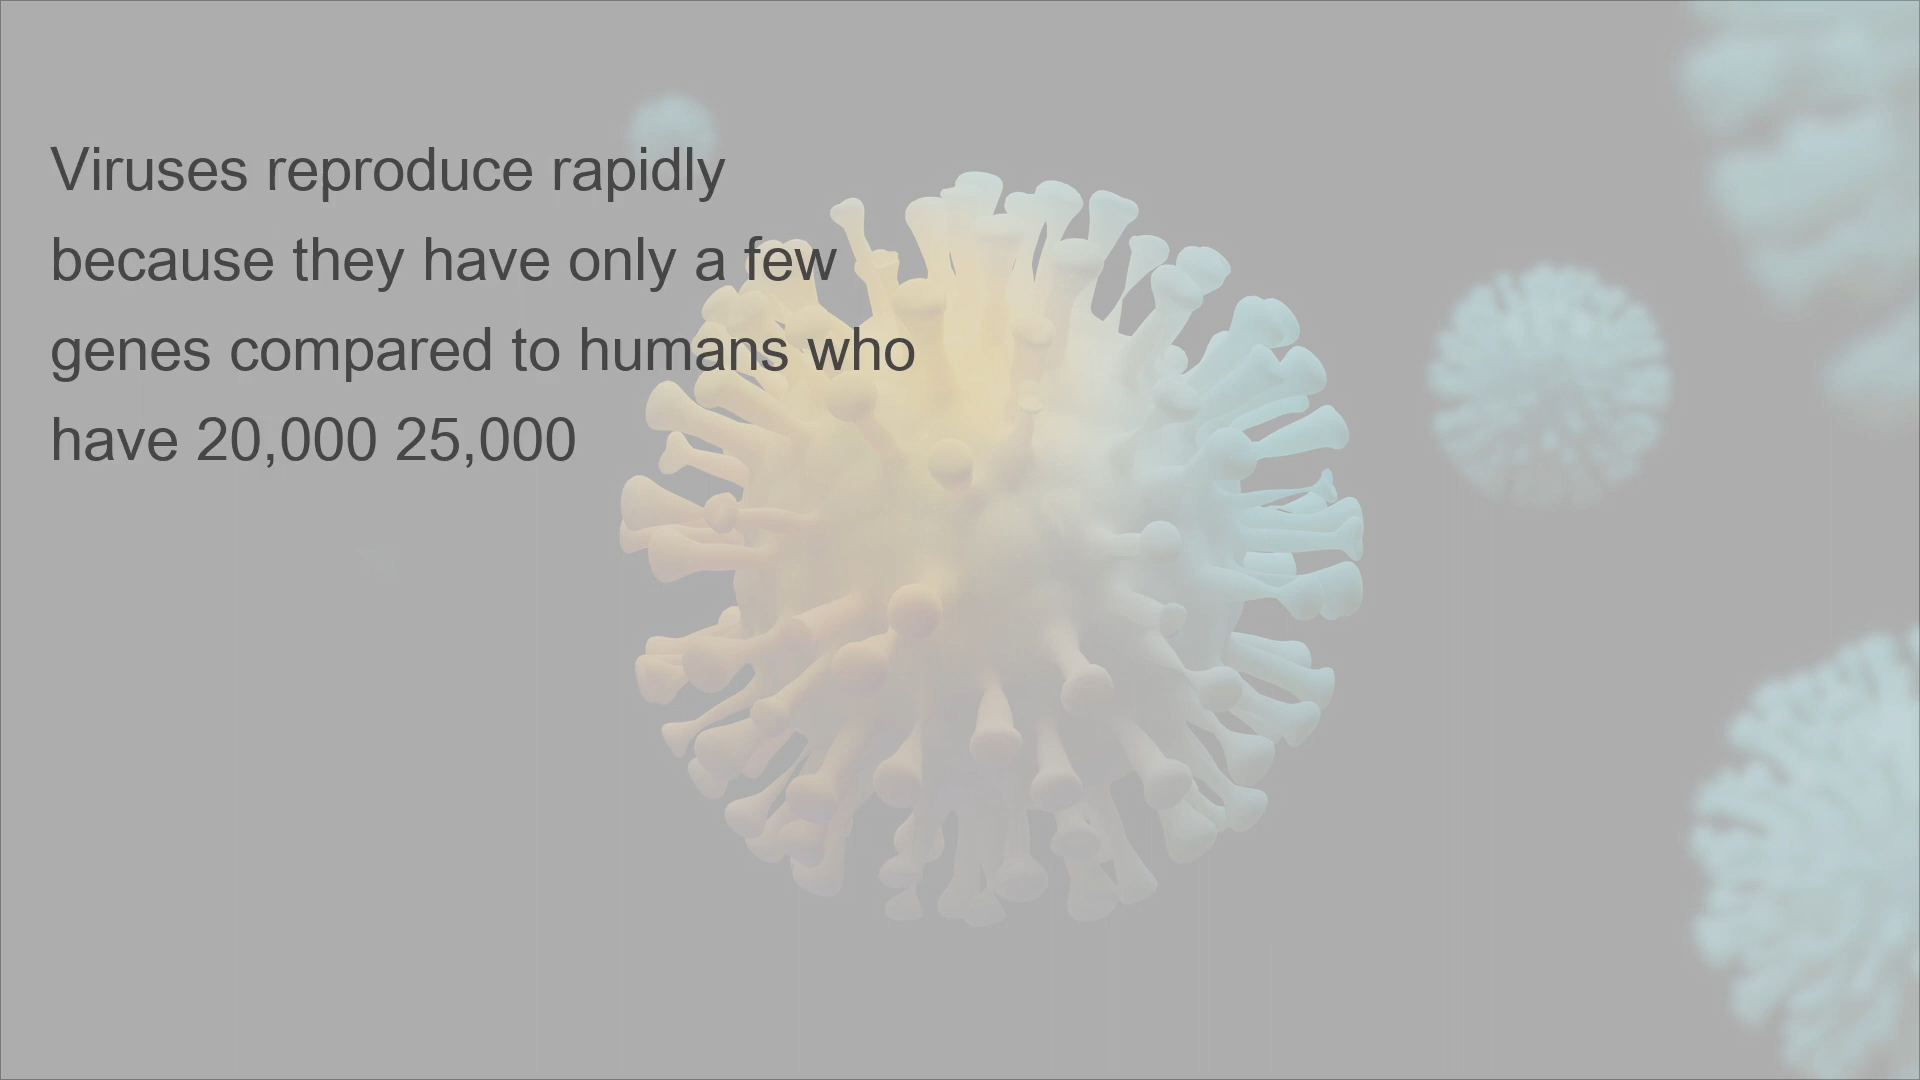 Viruses reproduce rapidly
because they have only a few
genes compared to humans who
have 20,000 25,000